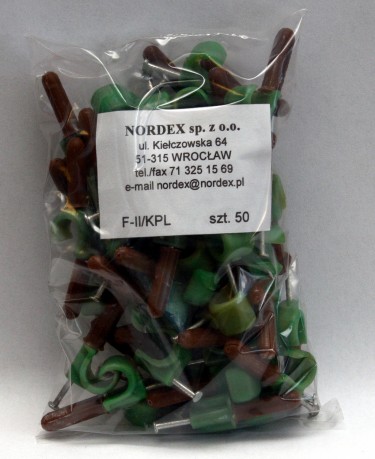 NORDEX sp. z o.o.
ul. Kiełczowska 64
51-315 WROCŁAW
tel./fax 71 325 15 69
e-mail nordex@nordex.pl
F-II/KPL szt. 50